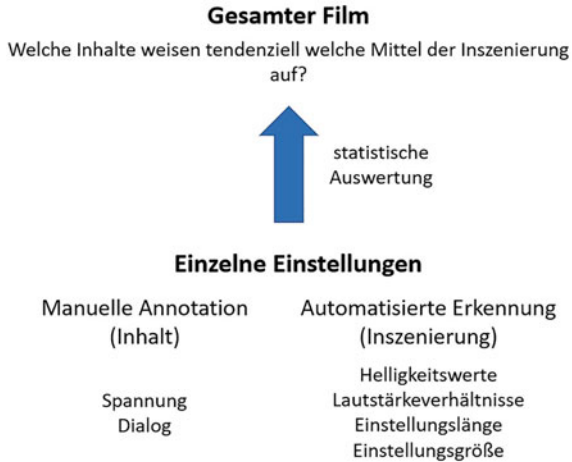 Gesamter Film
Welche Inhalte weisen tendenziell welche Mittel der Inszenierung
auf?
statistische
Auswertung
Einzelne Einstellungen
Manuelle Annotation
(Inhalt)
Spannung
Dialog
Automatisierte Erkennung
(Inszenierung)
Helligkeitswerte
Lautstärkeverhältnisse
Einstellungslänge
Einstellungsgröße